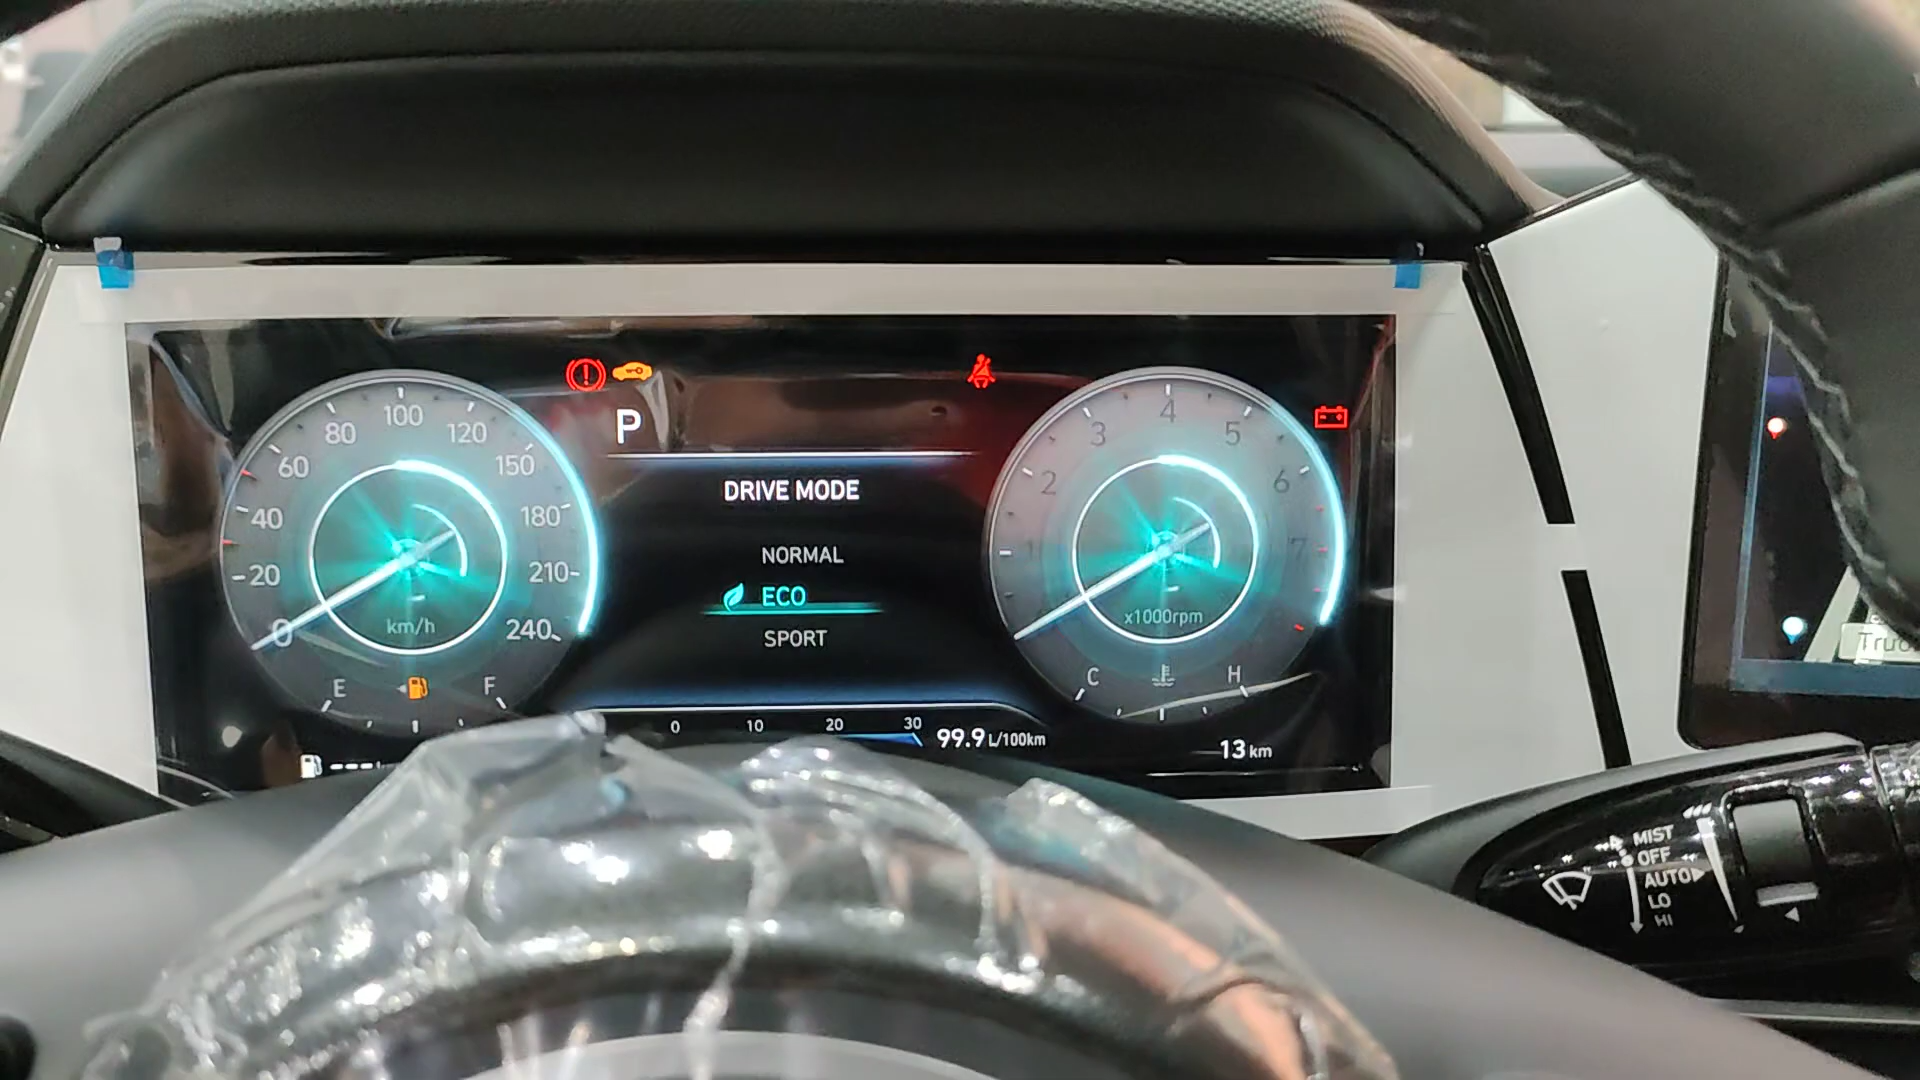 100
80
120
60
150
40
180
20
210
0
240
km/h
E
F
P
DRIVE MODE
NORMAL
ECO
SPORT
0
10
20
30
99.9 L/100km
4
3
5
2
6
1
7
x1000rpm
C
H
13 km
MIST
OFF
AUTO
LO
HI